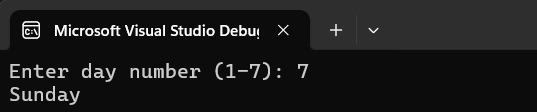 Microsoft Visual Studio Debu
Enter day number (1-7): 7
Sunday